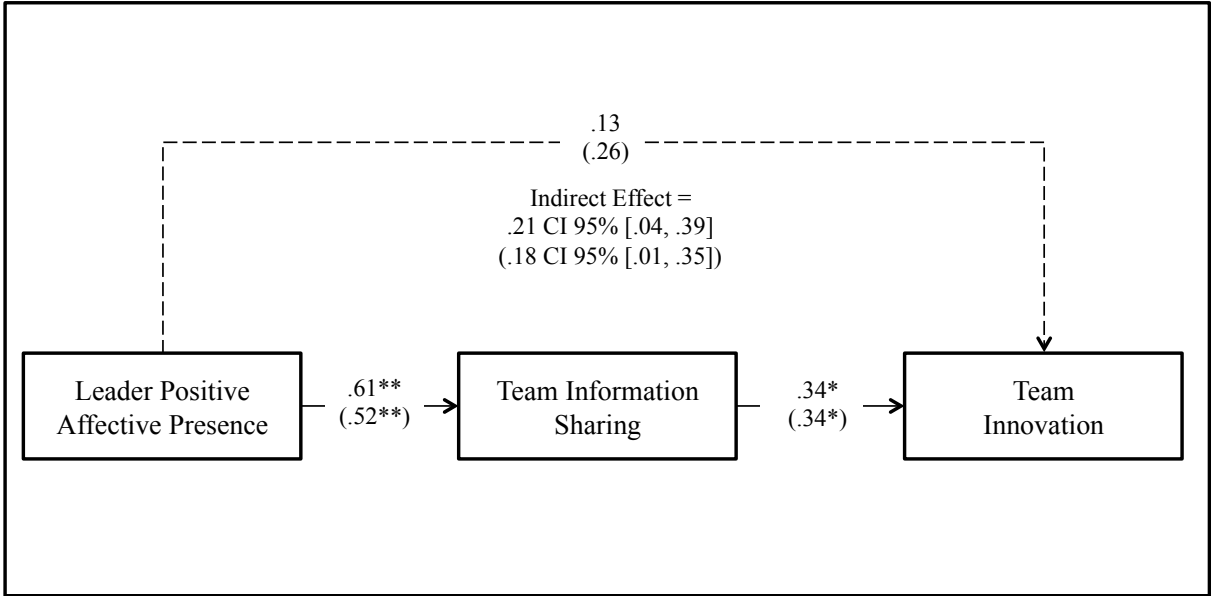 .13
(.26)
Indirect Effect =
.21 CI 95% [.04, .39]
(.18 CI 95% [.01, .35])
Leader Positive
Affective Presence
.61**
(.52**)
Team Information
Sharing
.34*
(.34*)
Team
Innovation